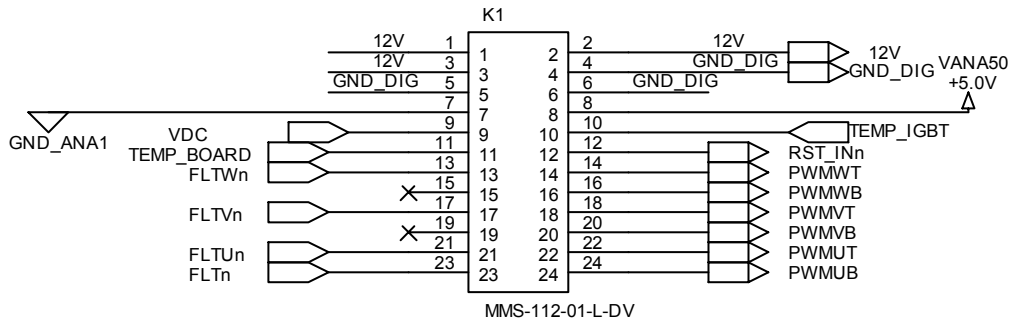 K1
12V 1 1 2 2 12V 12V
12V 3 3 4 4 GND_DIG GND_DIG
GND_DIG 5 5 6 6 GND_DIG
VANA50
+5.0V
GND_ANA1 7 7 8 8
VDC 9 9 10 10 TEMP_IGBT
TEMP_BOARD 11 11 12 12 RST_INn
FLTWn 13 13 14 14 PWMWT
15 15 16 16 PWMWB
FLTVn 17 17 18 18 PWMVT
19 19 20 20 PWMVB
FLTUn 21 21 22 22 PWMUT
FLTn 23 23 24 24 PWMUB
MMS-112-01-L-DV